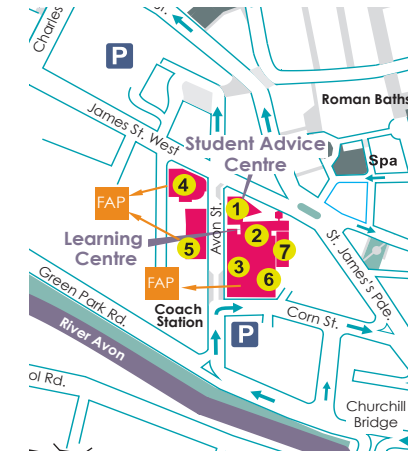 Charles
St.
P
Roman Baths
James St. West
Student Advice
Centre
Spa
4
FAP
1
Avon St.
2
Learning
Centre
5
7
3
6
FAP
St. James's Pde.
Green Park Rd.
Coach
Station
Corn St.
P
River Avon
ol Rd.
Churchill
Bridge